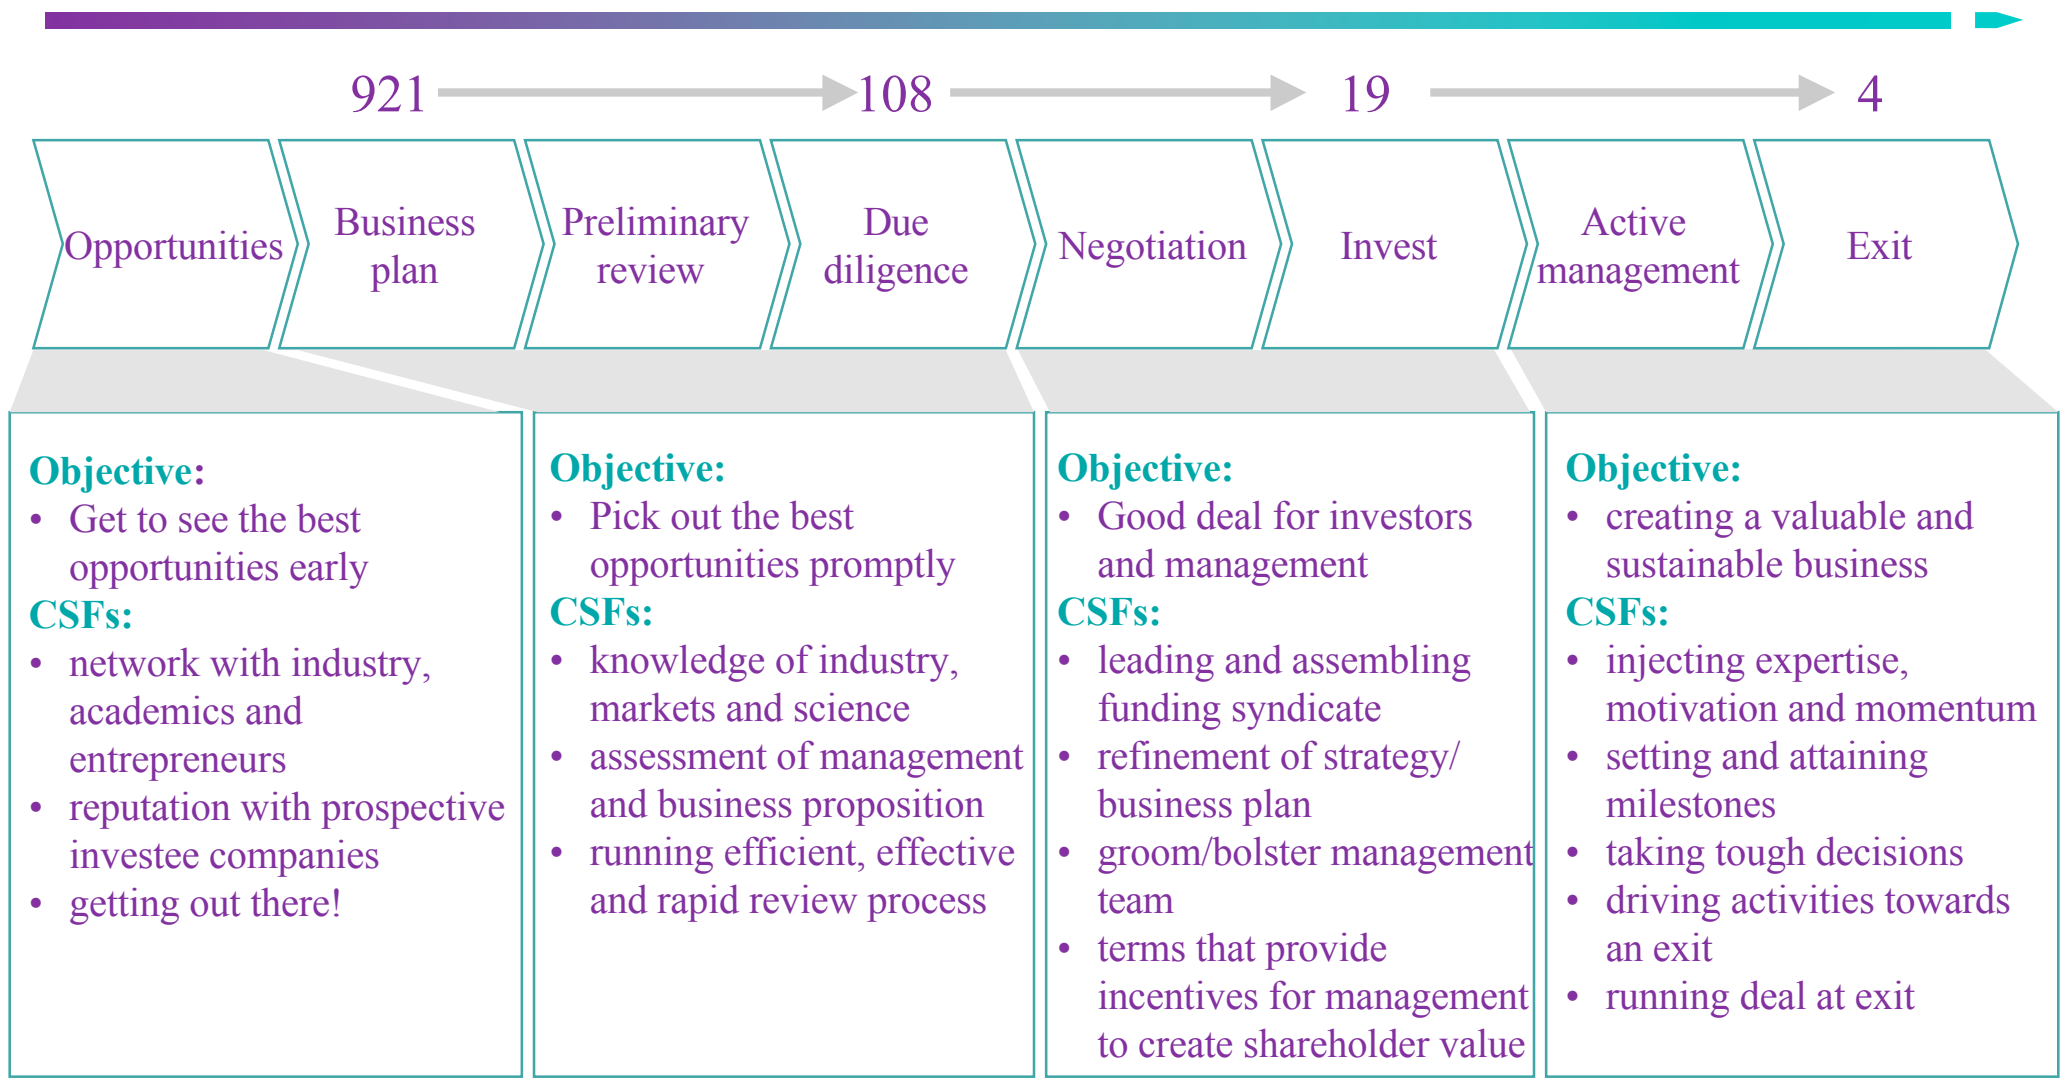 921 108 19 4
Opportunities
Business
plan
Preliminary
review
Due
diligence
Negotiation
Invest
Active
management
Exit
Objective:
• Get to see the best
opportunities early
CSFs:
• network with industry,
academics and
entrepreneurs
• reputation with prospective
investee companies
• getting out there!
Objective:
• Pick out the best
opportunities promptly
CSFs:
• knowledge of industry,
markets and science
• assessment of management
and business proposition
• running efficient, effective
and rapid review process
Objective:
• Good deal for investors
and management
CSFs:
• leading and assembling
funding syndicate
• refinement of strategy/
business plan
• groom/bolster management
team
• terms that provide
incentives for management
to create shareholder value
Objective:
• creating a valuable and
sustainable business
CSFs:
• injecting expertise,
motivation and momentum
• setting and attaining
milestones
• taking tough decisions
• driving activities towards
an exit
• running deal at exit